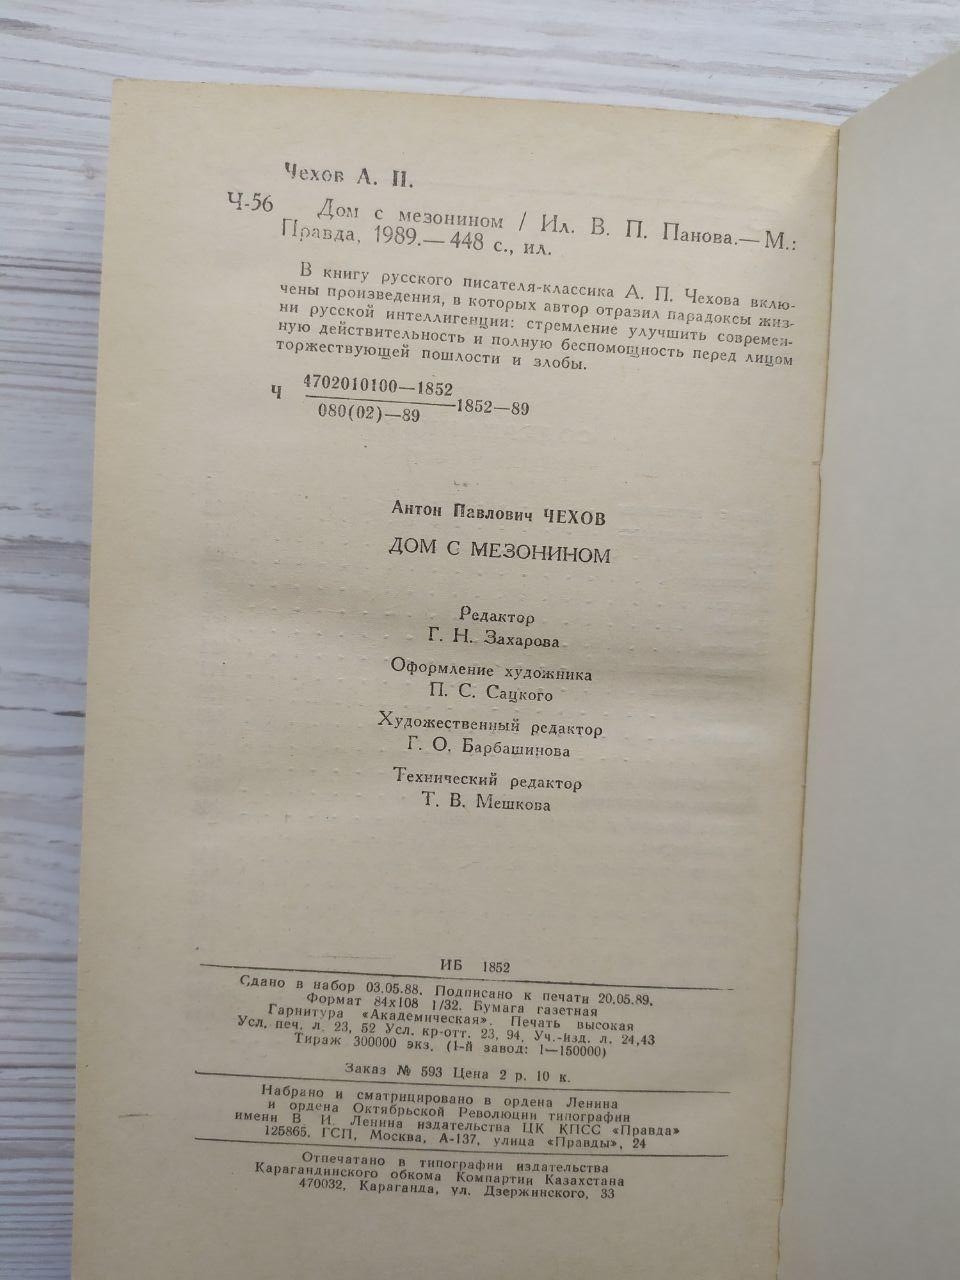 Чехов А. П.
Ч-56 Дом с мезонином / Ил. В. П. Панова.— М.:
Правда, 1989.— 448 с., ил.
В книгу русского писателя-классика А. П. Чехова вклю-
чены произведения, в которых автор отразил парадоксы жиз-
ни русской интеллигенции: стремление улучшить современ-
ную действительность и полную беспомощность перед лицом
торжествующей пошлости и злобы.
4702010100—1852
Ч 1852—89
080(02)—89
Антон Павлович ЧЕХОВ
ДОМ С МЕЗОНИНОМ
Редактор
Г. Н. Захарова
Оформление художника
П. С. Сацкого
Художественный редактор
Г. О. Барбашинова
Технический редактор
Т. В. Мешкова
ИБ 1852
Сдано в набор 03.05.88. Подписано к печати 20.05.89.
Формат 84х108 1/32. Бумага газетная
Гарнитура «Академическая». Печать высокая
Усл. печ. л. 23, 52 Усл. кр-отт. 23, 94. Уч.-изд. л. 24,43
Тираж 300000 экз. (1-й завод: 1—150000)
Заказ № 593 Цена 2 р. 10 к.
Набрано и сматрицировано в ордена Ленина
и ордена Октябрьской Революции типографии
имени В И. Ленина издательства ЦК КПСС «Правда»
125865, ГСП, Москва, А-137, улица «Правды», 24
Отпечатано в типографии издательства
Карагандинского обкома Компартии Казахстана
470032, Караганда, ул. Дзержинского, 33